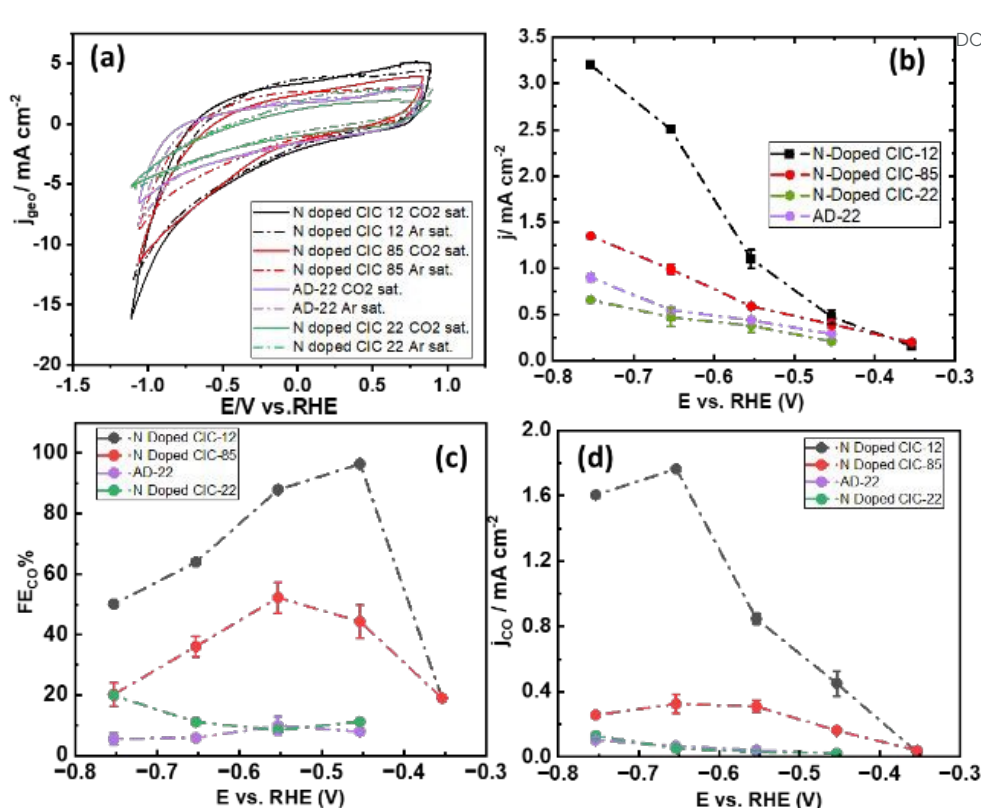 (a)
5
0
-5
-10
-15
-20
-1.5
-1.0
-0.5
0.0
0.5
1.0
j_geo/ mA cm⁻²
E/V vs.RHE
N doped CIC 12 CO2 sat.
N doped CIC 12 Ar sat.
N doped CIC 85 CO2 sat.
N doped CIC 85 Ar sat.
AD-22 CO2 sat.
AD-22 Ar sat.
N doped CIC 22 CO2 sat.
N doped CIC 22 Ar sat.
DO
(b)
3.5
3.0
2.5
2.0
1.5
1.0
0.5
0.0
−0.8
−0.7
−0.6
−0.5
−0.4
−0.3
j/ mA cm⁻²
E vs. RHE (V)
N-Doped CIC-12
N-Doped CIC-85
N-Doped CIC-22
AD-22
(c)
N Doped CIC-12
N Doped CIC-85
AD-22
N Doped CIC-22
100
80
60
40
20
0
−0.8
−0.7
−0.6
−0.5
−0.4
−0.3
FE_CO%
E vs. RHE (V)
(d)
N Doped CIC-12
N Doped CIC-85
AD-22
N Doped CIC-22
2.0
1.6
1.2
0.8
0.4
0.0
−0.8
−0.7
−0.6
−0.5
−0.4
−0.3
j_CO / mA cm⁻²
E vs. RHE (V)